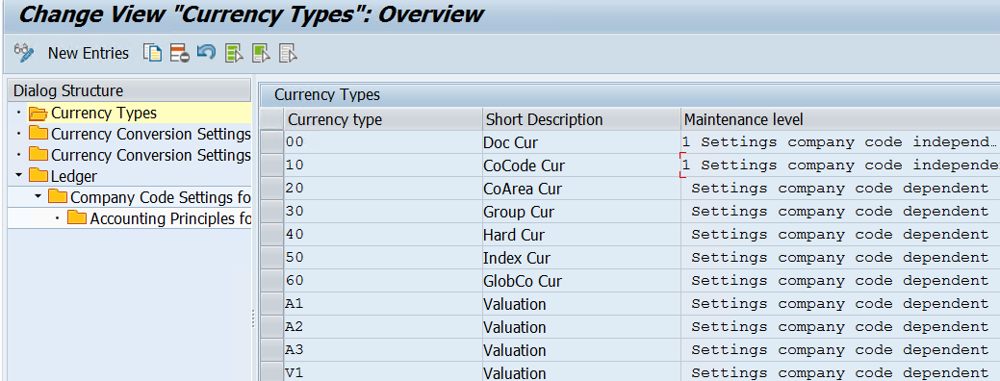 Change View "Currency Types": Overview
New Entries
Dialog Structure
Currency Types
Currency Conversion Settings
Currency Conversion Settings
Ledger
Company Code Settings fo
Accounting Principles fo
Currency Types
Currency type Short Description Maintenance level
00 Doc Cur 1 Settings company code independ…
10 CoCode Cur 1 Settings company code independe
20 CoArea Cur Settings company code dependent
30 Group Cur Settings company code dependent
40 Hard Cur Settings company code dependent
50 Index Cur Settings company code dependent
60 GlobCo Cur Settings company code dependent
A1 Valuation Settings company code dependent
A2 Valuation Settings company code dependent
A3 Valuation Settings company code dependent
V1 Valuation Settings company code dependent